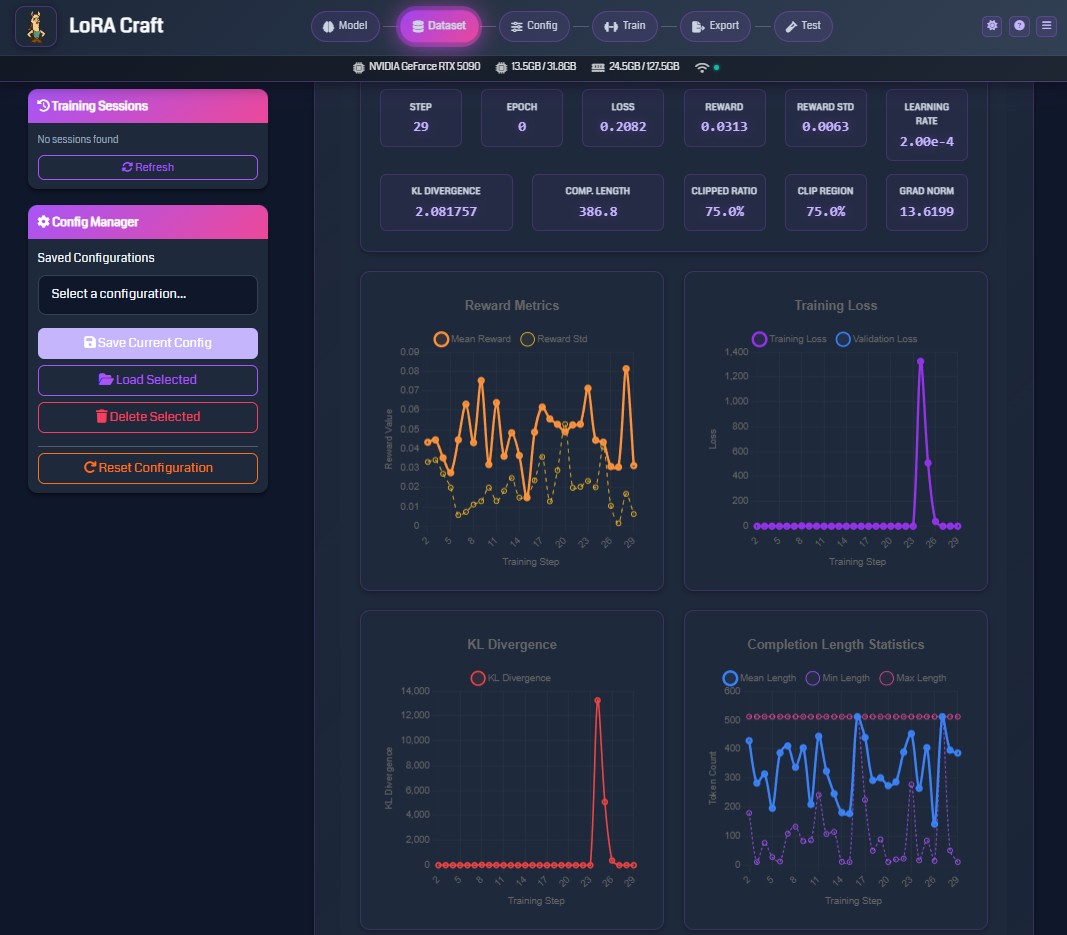 LoRA Craft
Model
Dataset
Config
Train
Export
Test
NVIDIA GeForce RTX 5090
13.5GB / 31.8GB
24.5GB / 127.5GB
Training Sessions
No sessions found
Refresh
Config Manager
Saved Configurations
Select a configuration...
Save Current Config
Load Selected
Delete Selected
Reset Configuration
STEP
29
EPOCH
0
LOSS
0.2082
REWARD
0.0313
REWARD STD
0.0063
LEARNING
RATE
2.00e-4
KL DIVERGENCE
2.081757
COMP. LENGTH
386.8
CLIPPED RATIO
75.0%
CLIP REGION
75.0%
GRAD NORM
13.6199
Reward Metrics
Mean Reward
Reward Std
0.09
0.08
0.07
0.06
0.05
0.04
0.03
0.02
0.01
0
Reward Value
2 5 8 11 14 17 20 23 26 29
Training Step
Training Loss
Training Loss
Validation Loss
1,400
1,200
1,000
800
600
400
200
0
Loss
2 5 8 11 14 17 20 23 26 29
Training Step
KL Divergence
KL Divergence
14,000
12,000
10,000
8,000
6,000
4,000
2,000
0
KL Divergence
2 5 8 11 14 17 20 23 26 29
Training Step
Completion Length Statistics
Mean Length
Min Length
Max Length
600
500
400
300
200
100
0
Token Count
2 5 8 11 14 17 20 23 26 29
Training Step